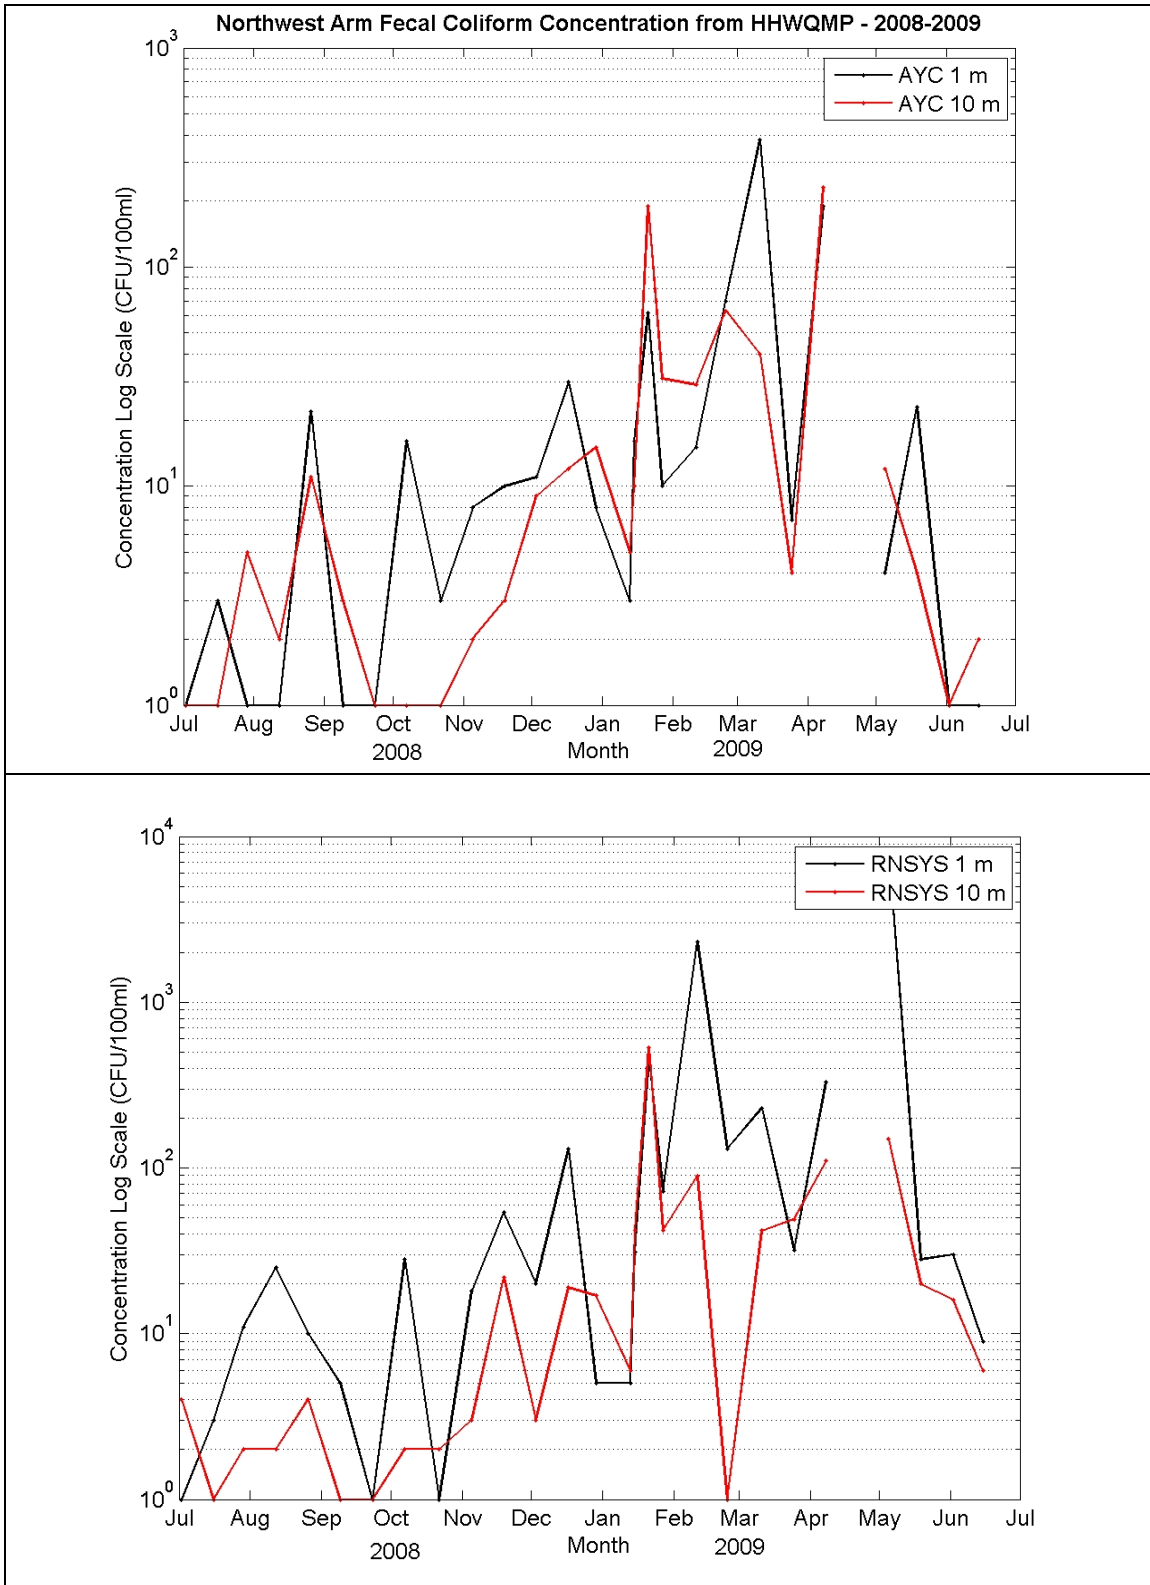 Northwest Arm Fecal Coliform Concentration from HHWQMP - 2008-2009
10^3
10^2
10^1
10^0
Concentration Log Scale (CFU/100ml)
AYC 1 m
AYC 10 m
Jul Aug Sep Oct Nov Dec Jan Feb Mar Apr May Jun Jul
2008 Month 2009
10^4
10^3
10^2
10^1
10^0
Concentration Log Scale (CFU/100ml)
RNSYS 1 m
RNSYS 10 m
Jul Aug Sep Oct Nov Dec Jan Feb Mar Apr May Jun Jul
2008 Month 2009